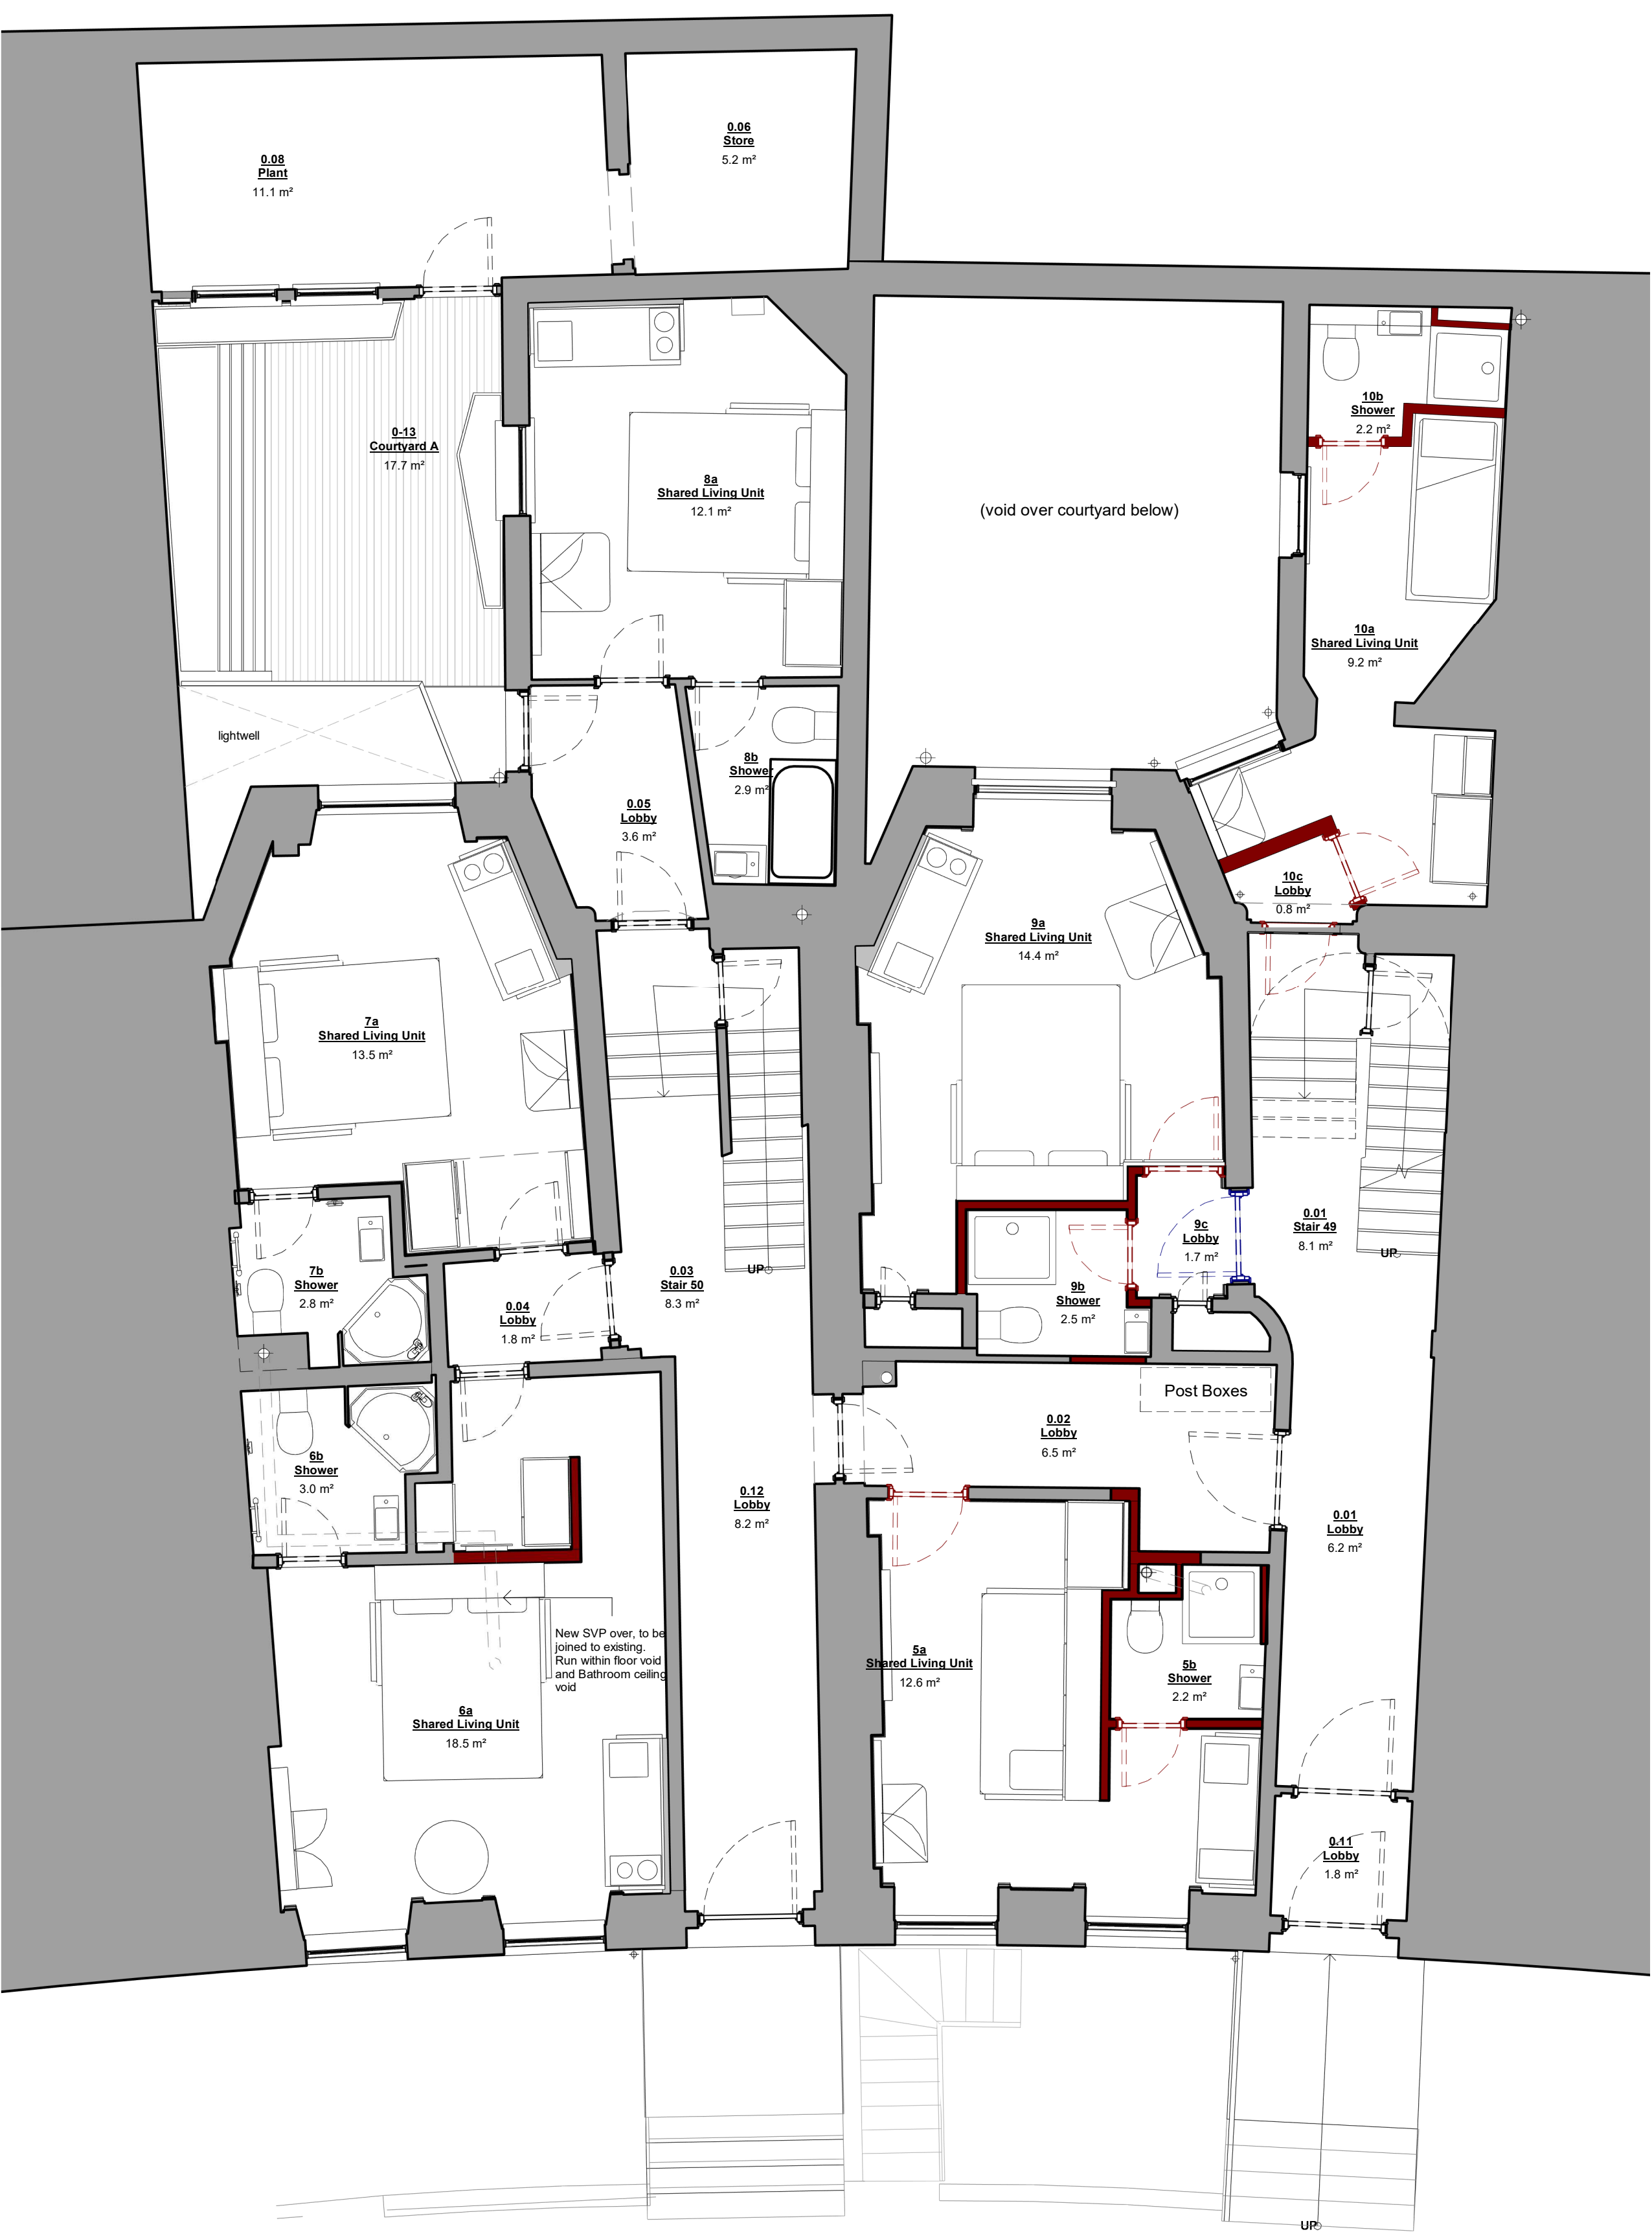 0.06
Store
5.2 m²
0.08
Plant
11.1 m²
10b
Shower
2.2 m²
0-13
Courtyard A
17.7 m²
8a
Shared Living Unit
12.1 m²
(void over courtyard below)
10a
Shared Living Unit
9.2 m²
lightwell
8b
Shower
2.9 m²
0.05
Lobby
3.6 m²
10c
Lobby
0.8 m²
9a
Shared Living Unit
14.4 m²
7a
Shared Living Unit
13.5 m²
9c
Lobby
1.7 m²
0.01
Stair 49
8.1 m²
UP
7b
Shower
2.8 m²
0.03
Stair 50
8.3 m²
UP
0.04
Lobby
1.8 m²
9b
Shower
2.5 m²
Post Boxes
0.02
Lobby
6.5 m²
6b
Shower
3.0 m²
0.12
Lobby
8.2 m²
0.01
Lobby
6.2 m²
New SVP over, to be
joined to existing.
Run within floor void
and Bathroom ceiling
void
5a
Shared Living Unit
12.6 m²
5b
Shower
2.2 m²
6a
Shared Living Unit
18.5 m²
0.11
Lobby
1.8 m²
UP